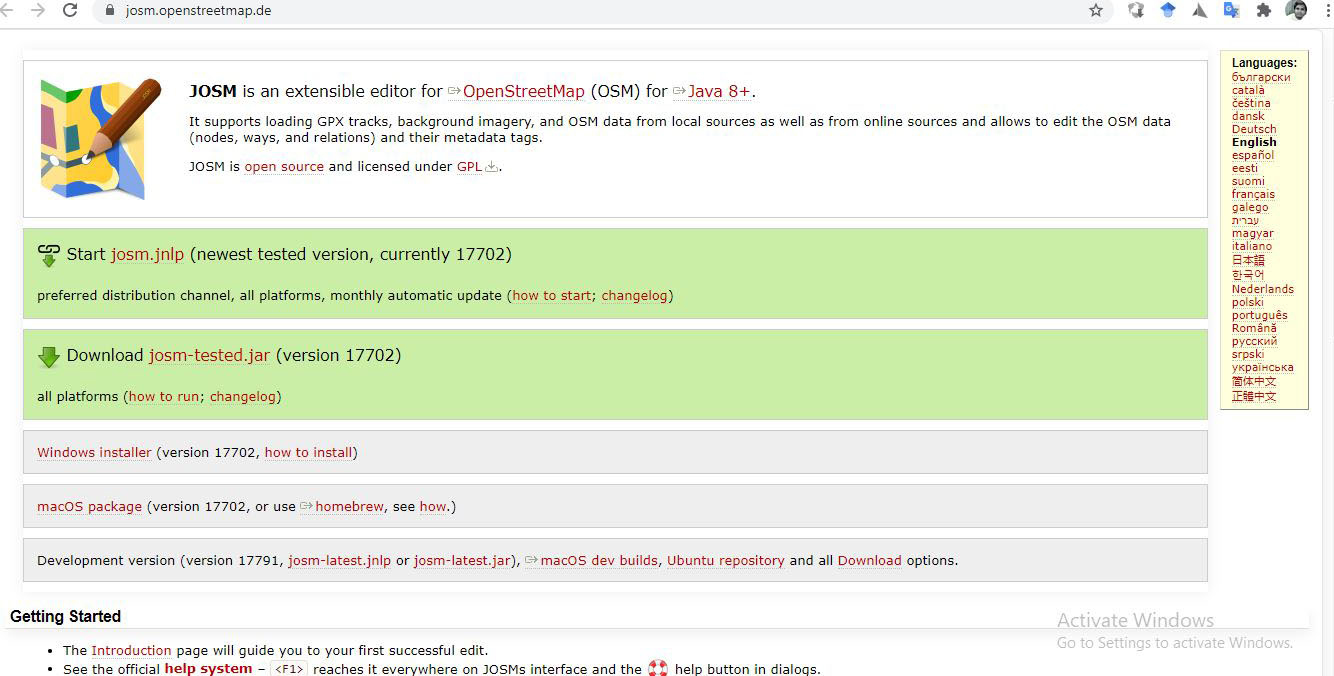 josm.openstreetmap.de
JOSM is an extensible editor for OpenStreetMap (OSM) for Java 8+.
It supports loading GPX tracks, background imagery, and OSM data from local sources as well as from online sources and allows to edit the OSM data
(nodes, ways, and relations) and their metadata tags.
JOSM is open source and licensed under GPL.
Start josm.jnlp (newest tested version, currently 17702)
preferred distribution channel, all platforms, monthly automatic update (how to start; changelog)
Download josm-tested.jar (version 17702)
all platforms (how to run; changelog)
Windows installer (version 17702, how to install)
macOS package (version 17702, or use homebrew, see how.)
Development version (version 17791, josm-latest.jnlp or josm-latest.jar), macOS dev builds, Ubuntu repository and all Download options.
Languages:
български
català
čeština
dansk
Deutsch
English
español
eesti
suomi
français
galego
עברית
magyar
italiano
日本語
한국어
Nederlands
polski
português
Română
русский
srpski
українська
简体中文
正體中文
Getting Started
• The Introduction page will guide you to your first successful edit.
• See the official help system – <F1> reaches it everywhere on JOSMs interface and the help button in dialogs.
Activate Windows
Go to Settings to activate Windows.